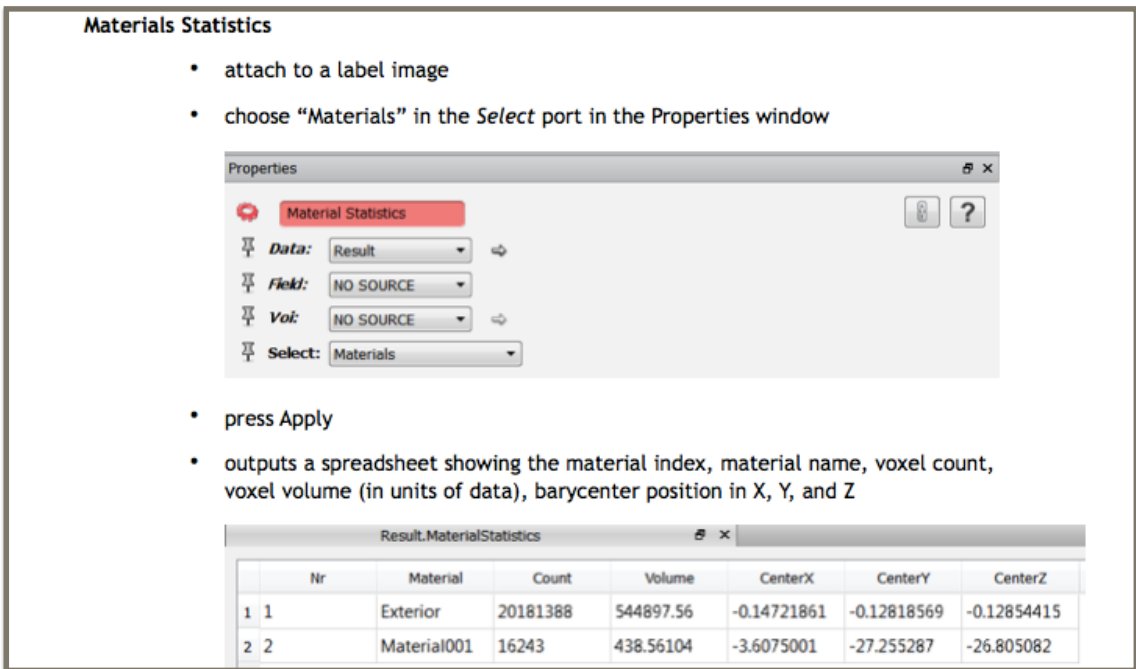 Materials Statistics
• attach to a label image
• choose “Materials” in the Select port in the Properties window
Properties
Material Statistics
?
Data: Result
Field: NO SOURCE
Voi: NO SOURCE
Select: Materials
• press Apply
• outputs a spreadsheet showing the material index, material name, voxel count,
voxel volume (in units of data), barycenter position in X, Y, and Z
Result.MaterialStatistics
Nr Material Count Volume CenterX CenterY CenterZ
1 1 Exterior 20181388 544897.56 -0.14721861 -0.12818569 -0.12854415
2 2 Material001 16243 438.56104 -3.6075001 -27.255287 -26.805082